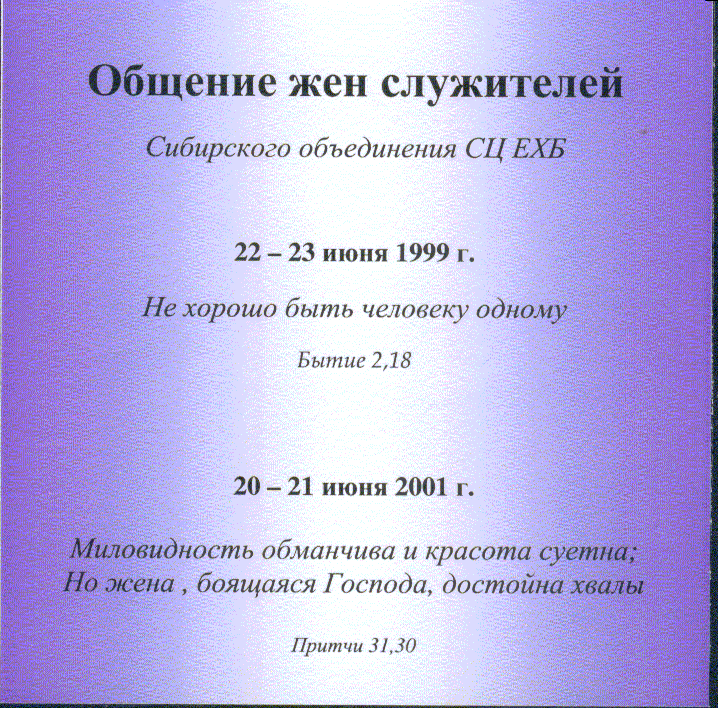 Общение жен служителей
Сибирского объединения СЦ ЕХБ
22 – 23 июня 1999 г.
Не хорошо быть человеку одному
Бытие 2,18
20 – 21 июня 2001 г.
Миловидность обманчива и красота суетна;
Но жена , боящаяся Господа, достойна хвалы
Притчи 31,30